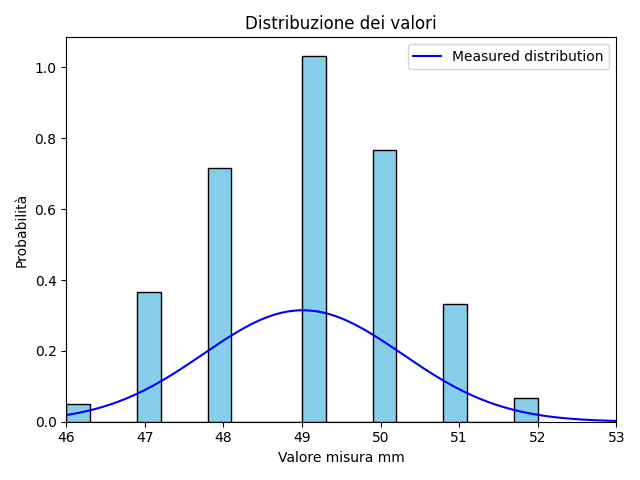 Distribuzione dei valori
Measured distribution
Probabilità
1.0
0.8
0.6
0.4
0.2
0.0
46 47 48 49 50 51 52 53
Valore misura mm